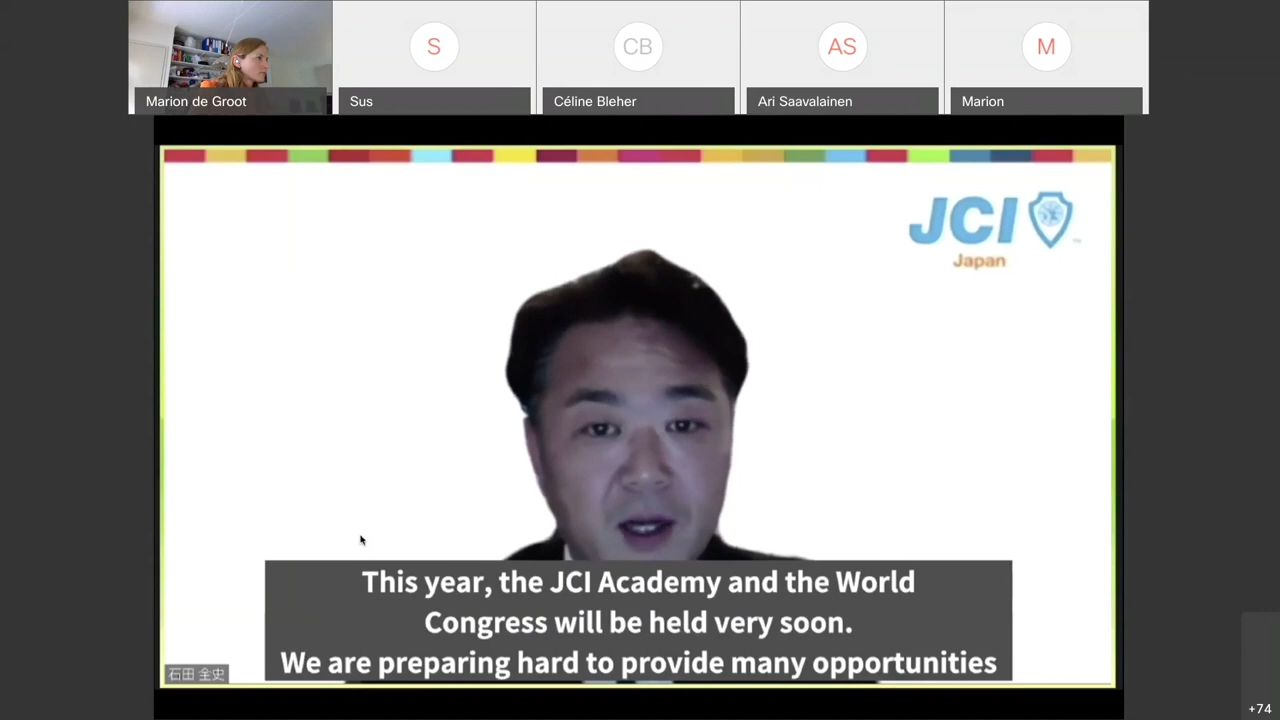 S
CB
AS
M
Marion de Groot
Sus
Céline Bleher
Ari Saavalainen
Marion
JCI
Japan
This year, the JCI Academy and the World
Congress will be held very soon.
We are preparing hard to provide many opportunities
石田 全史
+74